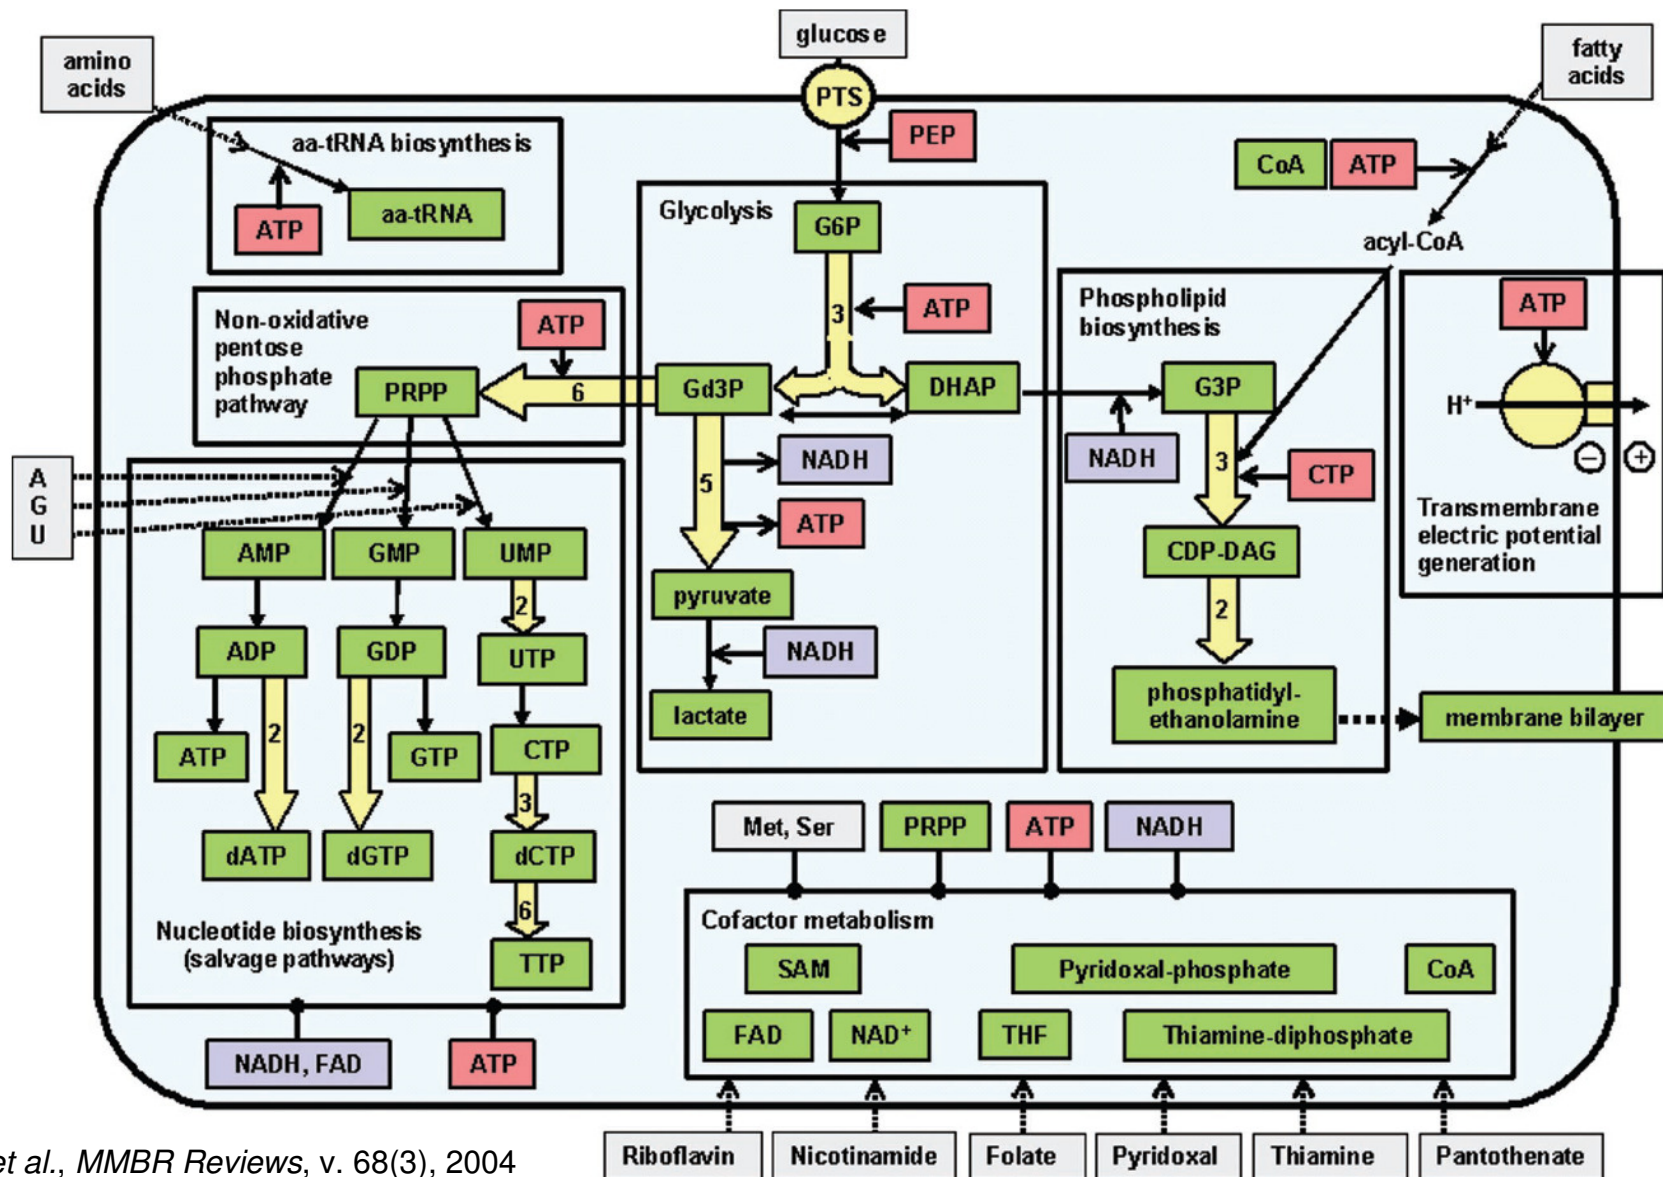 glucose
amino
acids
fatty
acids
PTS
PEP
aa-tRNA biosynthesis
ATP
aa-tRNA
CoA
ATP
acyl-CoA
Glycolysis
G6P
3
ATP
Gd3P
DHAP
NADH
5
ATP
pyruvate
NADH
lactate
Non-oxidative
pentose
phosphate
pathway
ATP
PRPP
6
A
G
U
AMP
GMP
UMP
2
ADP
GDP
UTP
2
2
ATP
GTP
CTP
3
dATP
dGTP
dCTP
6
TTP
Nucleotide biosynthesis
(salvage pathways)
NADH, FAD
ATP
Phospholipid
biosynthesis
G3P
NADH
3
CTP
CDP-DAG
2
phosphatidyl-
ethanolamine
membrane bilayer
ATP
H⁺
−
+
Transmembrane
electric potential
generation
Met, Ser
PRPP
ATP
NADH
Cofactor metabolism
SAM
Pyridoxal-phosphate
CoA
FAD
NAD⁺
THF
Thiamine-diphosphate
Riboflavin
Nicotinamide
Folate
Pyridoxal
Thiamine
Pantothenate
et al., MMBR Reviews, v. 68(3), 2004